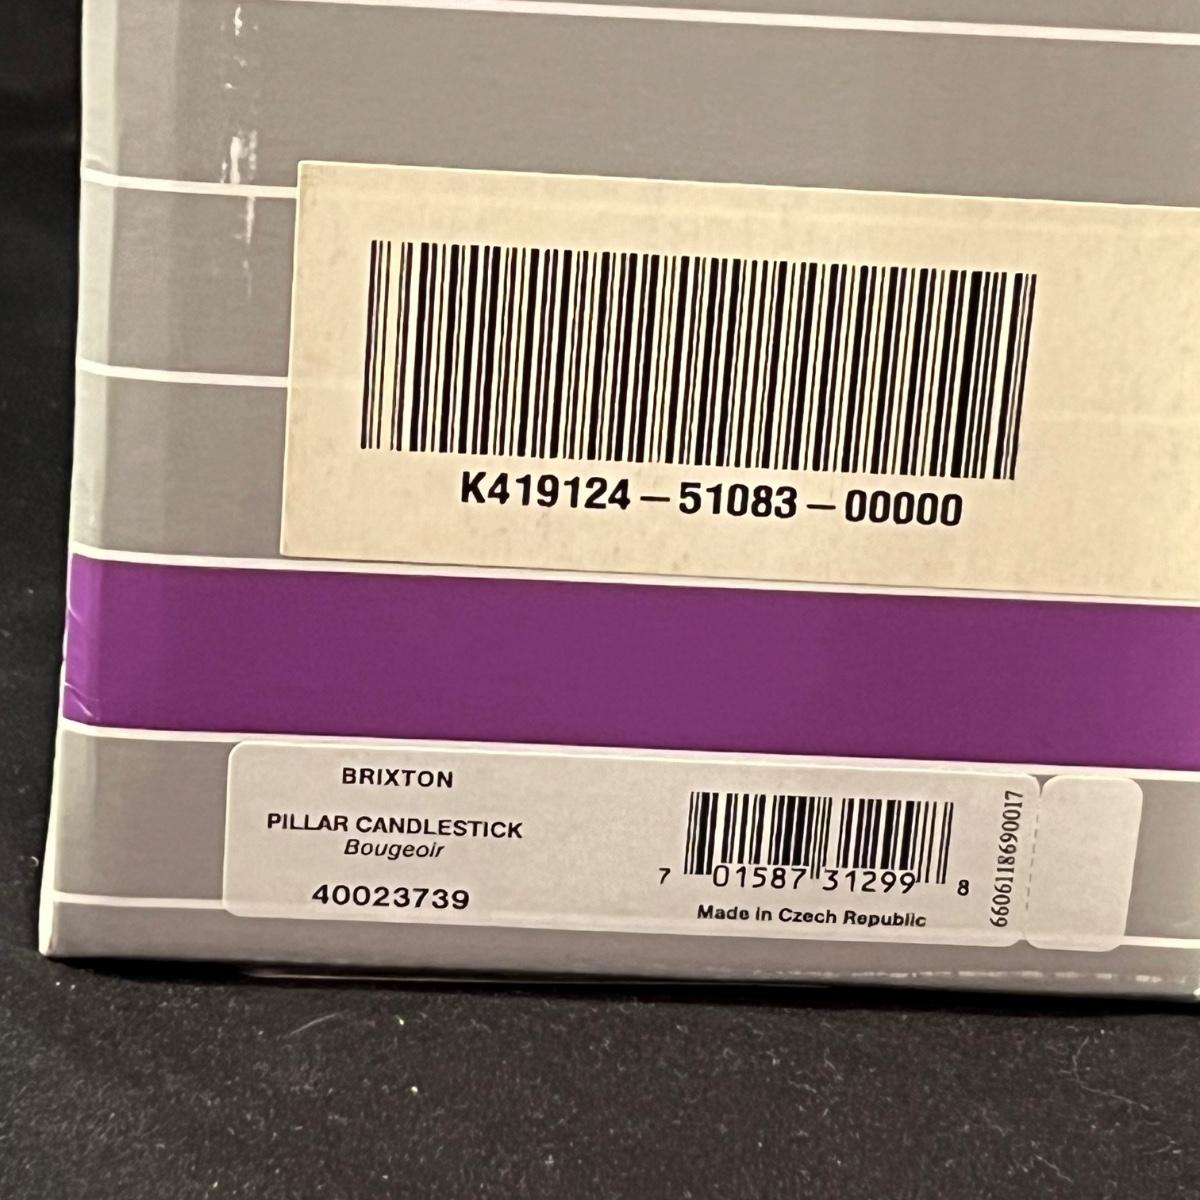 K419124-51083-00000
BRIXTON
PILLAR CANDLESTICK
Bougeoir
40023739
7 01587 31299 8
Made in Czech Republic
6606118690017